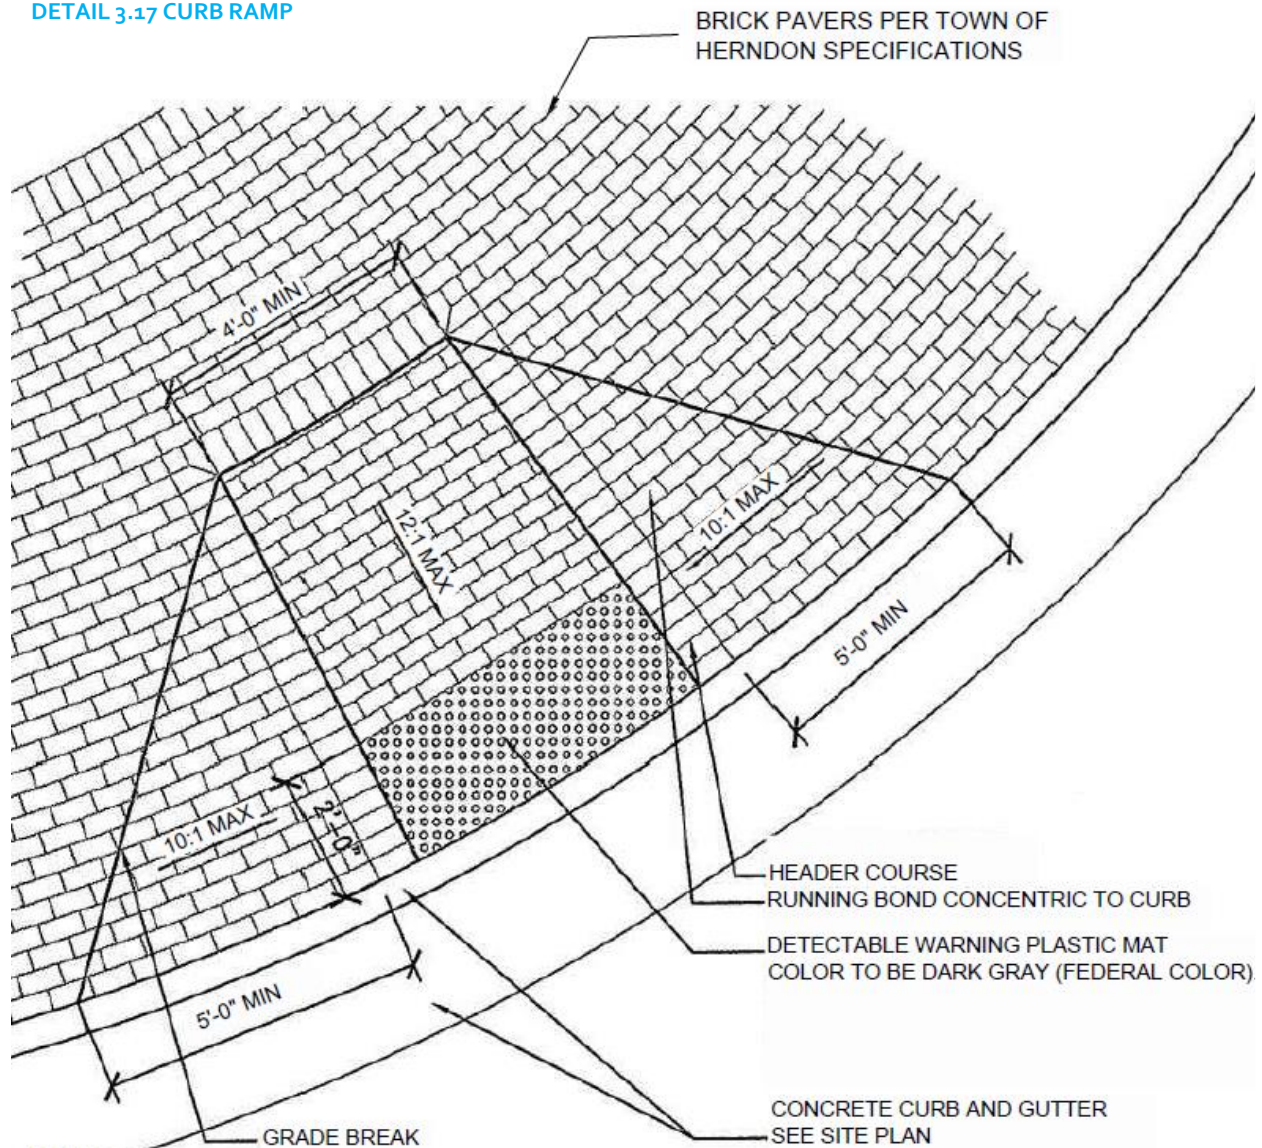 DETAIL 3.17 CURB RAMP
BRICK PAVERS PER TOWN OF
HERNDON SPECIFICATIONS
4'-0" MIN
12:1 MAX
10:1 MAX
5'-0" MIN
10:1 MAX
2'-0"
5'-0" MIN
HEADER COURSE
RUNNING BOND CONCENTRIC TO CURB
DETECTABLE WARNING PLASTIC MAT
COLOR TO BE DARK GRAY (FEDERAL COLOR)
CONCRETE CURB AND GUTTER
SEE SITE PLAN
GRADE BREAK